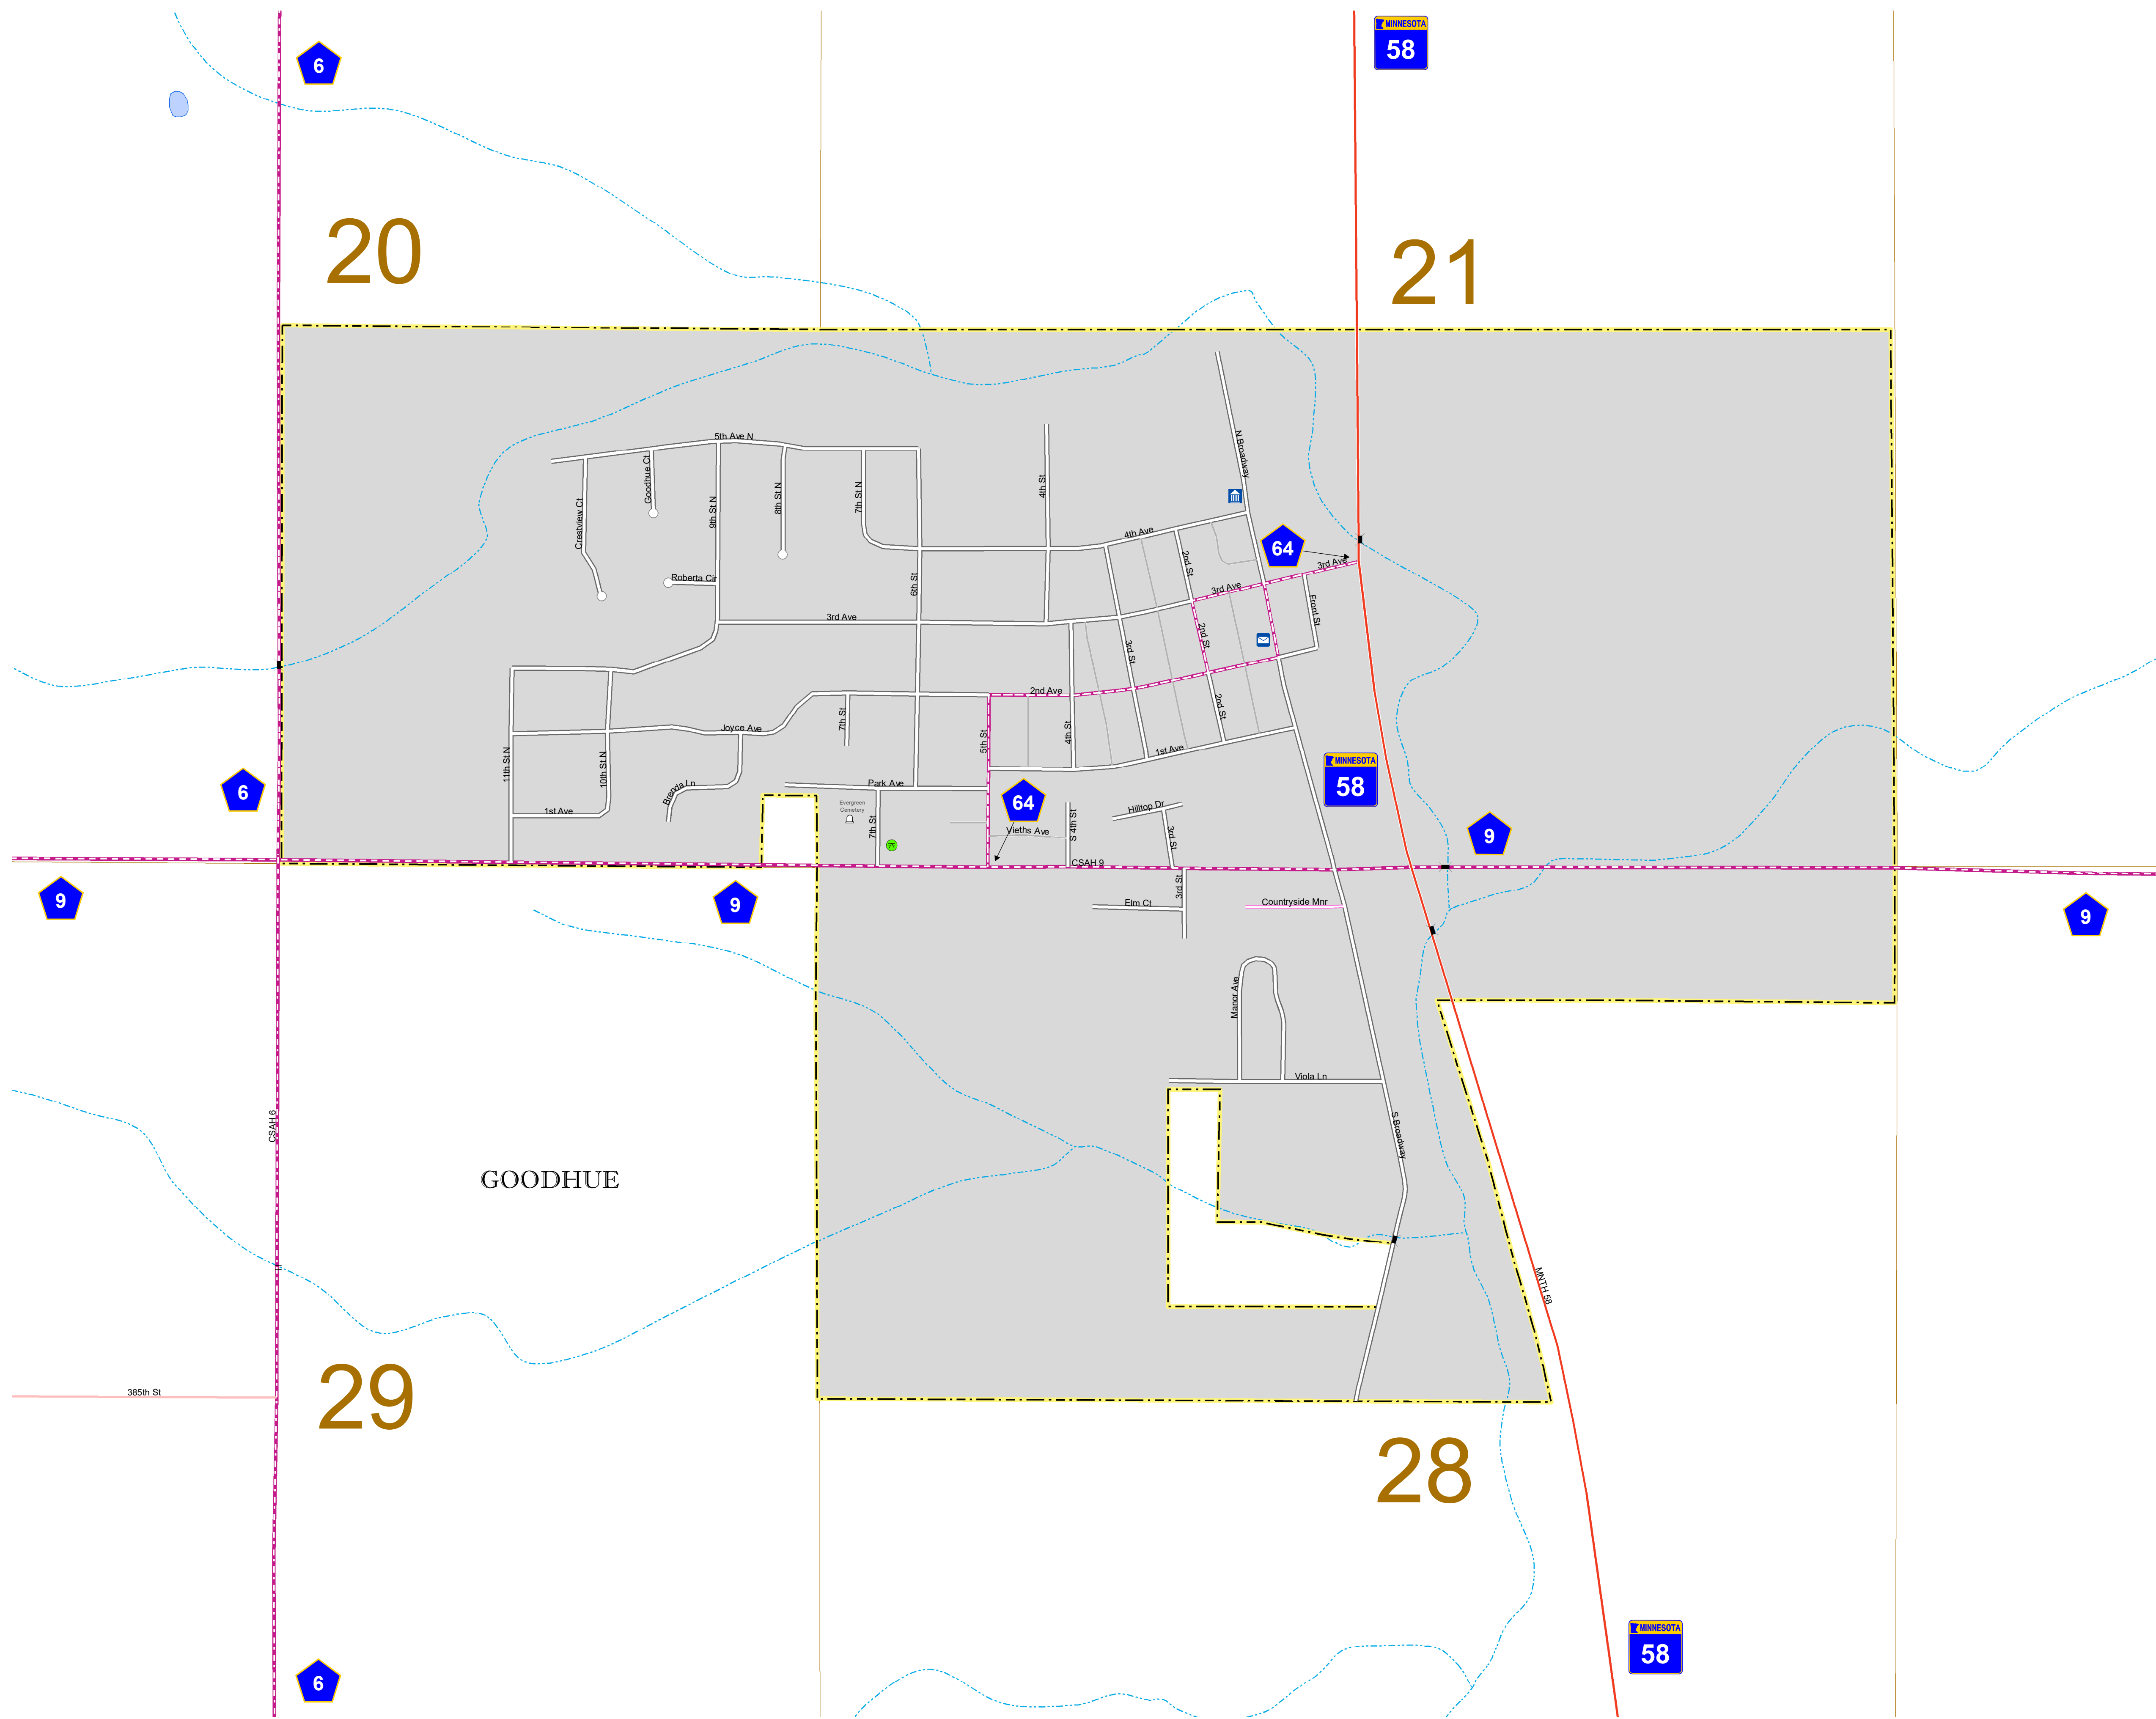 MINNESOTA
58
6
20
21
5th Ave N
N Broadway
Goodhue Ct
4th St
8th St N
7th St N
9th St N
Crestview Ct
4th Ave
64
2nd St
3rd Ave
Roberta Cir
6th St
3rd Ave
Front St
3rd Ave
2nd St
3rd St
2nd Ave
2nd St
7th St
Joyce Ave
4th St
5th St
1st Ave
11th St N
10th St N
MINNESOTA
58
6
Park Ave
Brenda Ln
64
Evergreen
Cemetery
Hilltop Dr
1st Ave
7th St
S 4th St
Vieths Ave
3rd St
9
CSAH 9
3rd St
9
9
Elm Ct
Countryside Mnr
9
Manor Ave
Viola Ln
CSAH 6
S Broadway
GOODHUE
MNTH 58
385th St
29
28
MINNESOTA
58
6